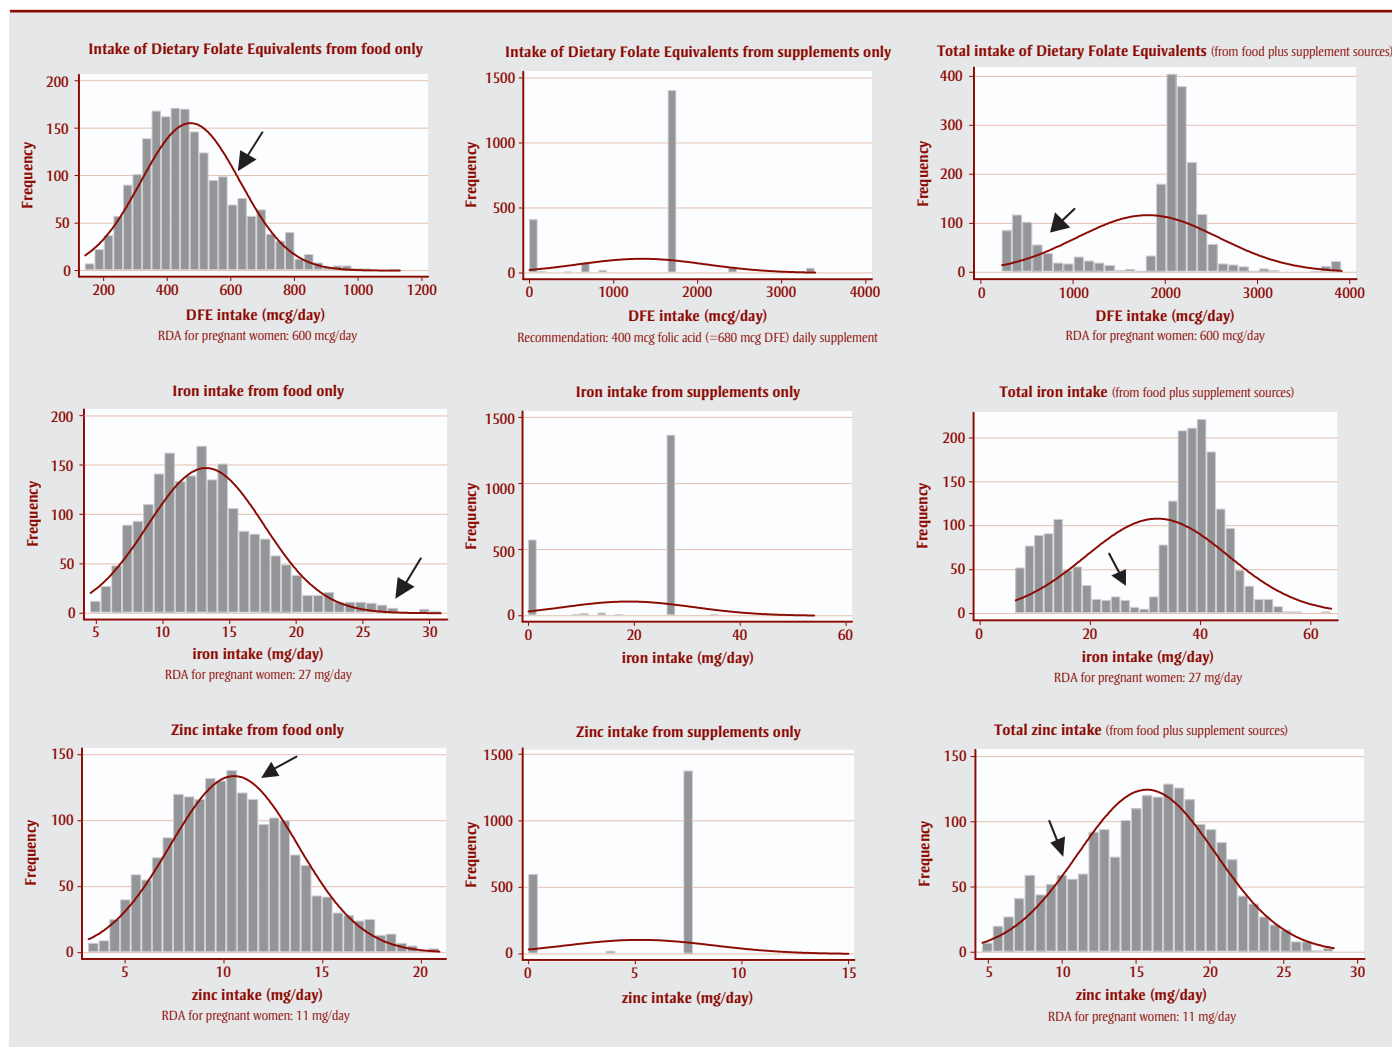 Intake of Dietary Folate Equivalents from food only
200
150
100
50
0
Frequency
200 400 600 800 1000 1200
DFE intake (mcg/day)
RDA for pregnant women: 600 mcg/day
Intake of Dietary Folate Equivalents from supplements only
1500
1000
500
0
Frequency
0 1000 2000 3000 4000
DFE intake (mcg/day)
Recommendation: 400 mcg folic acid (=680 mcg DFE) daily supplement
Total intake of Dietary Folate Equivalents (from food plus supplement sources)
400
300
200
100
0
Frequency
0 1000 2000 3000 4000
DFE intake (mcg/day)
RDA for pregnant women: 600 mcg/day
Iron intake from food only
200
150
100
50
0
Frequency
5 10 15 20 25 30
iron intake (mg/day)
RDA for pregnant women: 27 mg/day
Iron intake from supplements only
1500
1000
500
0
Frequency
0 20 40 60
iron intake (mg/day)
Total iron intake (from food plus supplement sources)
200
150
100
50
0
Frequency
0 20 40 60
iron intake (mg/day)
RDA for pregnant women: 27 mg/day
Zinc intake from food only
150
100
50
0
Frequency
5 10 15 20
zinc intake (mg/day)
RDA for pregnant women: 11 mg/day
Zinc intake from supplements only
1500
1000
500
0
Frequency
0 5 10 15
zinc intake (mg/day)
Total zinc intake (from food plus supplement sources)
150
100
50
0
Frequency
5 10 15 20 25 30
zinc intake (mg/day)
RDA for pregnant women: 11 mg/day